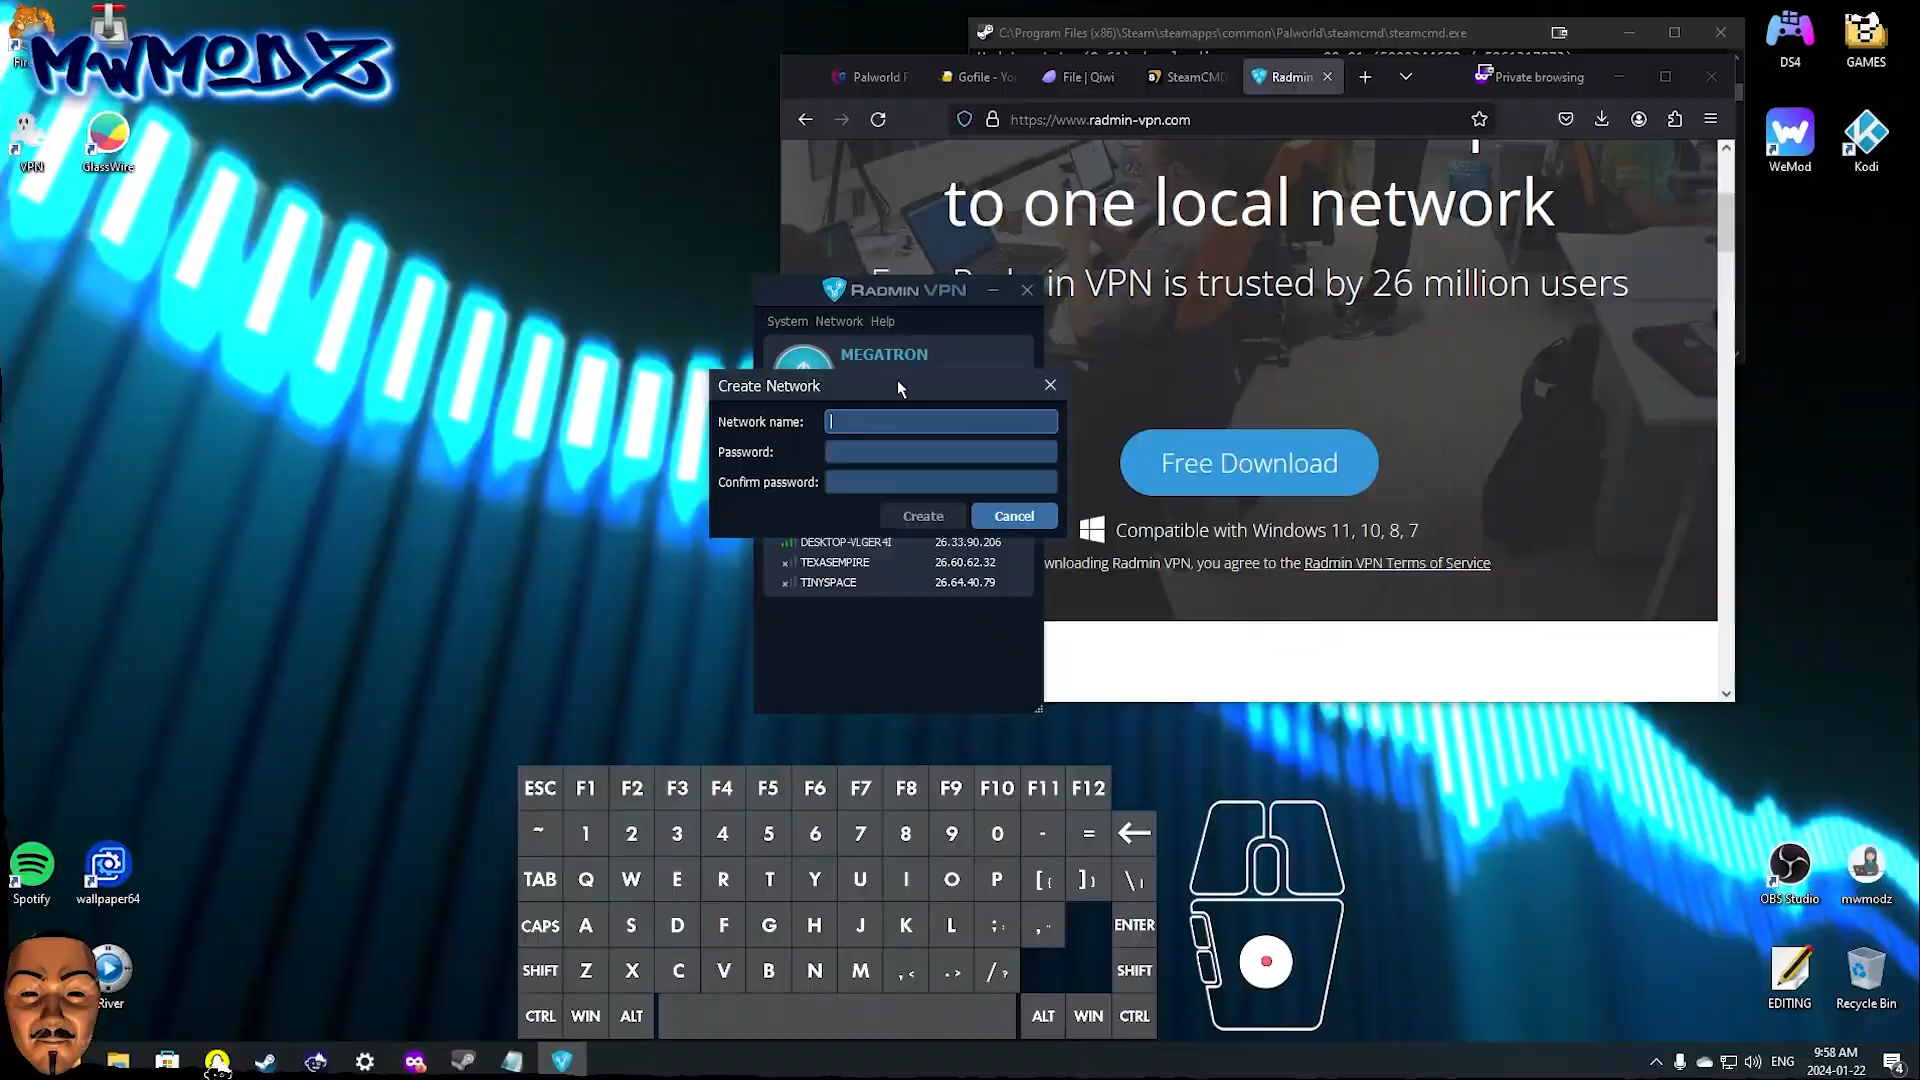 MWMODZ
Fir
VPN
GlassWire
C:\Program Files (x86)\Steam\steamapps\common\Palworld\steamcmd\steamcmd.exe
Palworld F
Gofile - Yo
File | Qiwi
SteamCMD
Radmin
Private browsing
https://www.radmin-vpn.com
DS4
GAMES
WeMod
Kodi
to one local network
in VPN is trusted by 26 million users
Free Download
Compatible with Windows 11, 10, 8, 7
wnloading Radmin VPN, you agree to the Radmin VPN Terms of Service
RADMIN VPN
System Network Help
MEGATRON
Create Network
Network name:
Password:
Confirm password:
Create Cancel
DESKTOP-VLGER4I 26.33.90.206
TEXASEMPIRE 26.60.62.32
TINYSPACE 26.64.40.79
ESC F1 F2 F3 F4 F5 F6 F7 F8 F9 F10 F11 F12
~ 1 2 3 4 5 6 7 8 9 0 - = ←
TAB Q W E R T Y U I O P [{ ]} \|
CAPS A S D F G H J K L ;: ," ENTER
SHIFT Z X C V B N M ,< .> /? SHIFT
CTRL WIN ALT ALT WIN CTRL
Spotify
wallpaper64
River
OBS Studio
mwmodz
EDITING
Recycle Bin
ENG
9:58 AM
2024-01-22
4